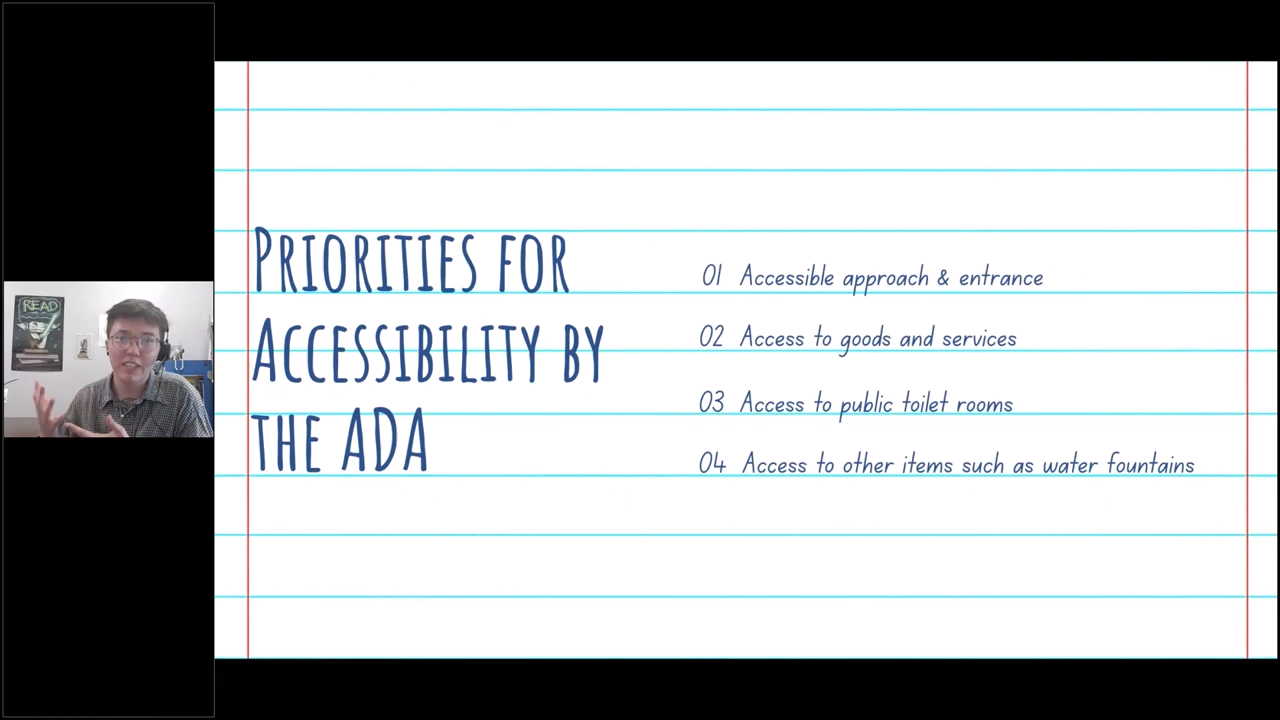 READ
PRIORITIES FOR
ACCESSIBILITY BY
THE ADA
01 Accessible approach & entrance
02 Access to goods and services
03 Access to public toilet rooms
04 Access to other items such as water fountains